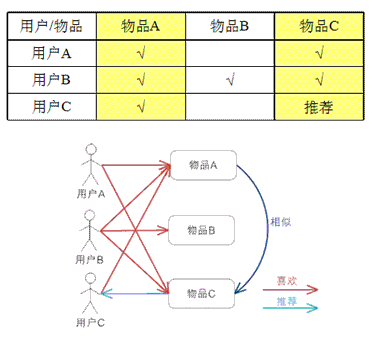 用户/物品 物品A 物品B 物品C
用户A √ √
用户B √ √ √
用户C √ 推荐
物品A
用户A
相似
物品B
用户B
喜欢
物品C
推荐
用户C